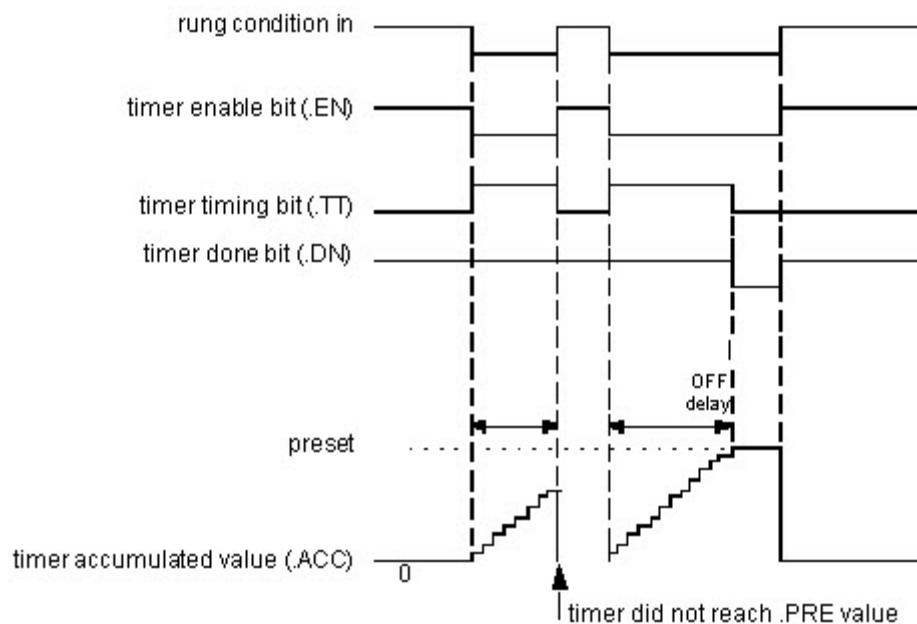 rung condition in
timer enable bit (.EN)
timer timing bit (.TT)
timer done bit (.DN)
OFF
delay
preset
timer accumulated value (.ACC)
0
timer did not reach .PRE value